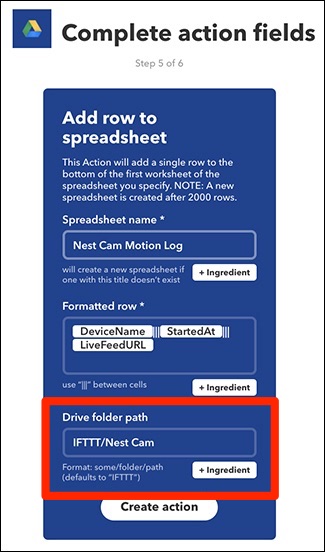 Complete action fields
Step 5 of 6
Add row to
spreadsheet
This Action will add a single row to the
bottom of the first worksheet of the
spreadsheet you specify. NOTE: A new
spreadsheet is created after 2000 rows.
Spreadsheet name *
Nest Cam Motion Log
will create a new spreadsheet if
one with this title doesn't exist
+ Ingredient
Formatted row *
DeviceName ||| StartedAt |||
LiveFeedURL
use "|||" between cells
+ Ingredient
Drive folder path
IFTTT/Nest Cam
Format: some/folder/path
(defaults to "IFTTT")
+ Ingredient
Create action